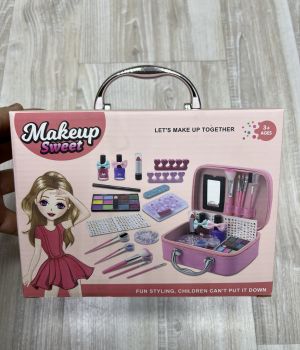 Makeup
Sweet
LET'S MAKE UP TOGETHER
3+
AGES
FUN STYLING, CHILDREN CAN'T PUT IT DOWN